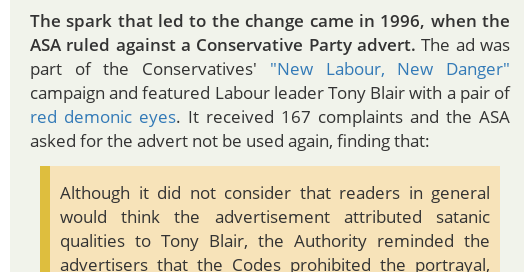 The spark that led to the change came in 1996, when the
ASA ruled against a Conservative Party advert. The ad was
part of the Conservatives' "New Labour, New Danger"
campaign and featured Labour leader Tony Blair with a pair of
red demonic eyes. It received 167 complaints and the ASA
asked for the advert not be used again, finding that:
Although it did not consider that readers in general
would think the advertisement attributed satanic
qualities to Tony Blair, the Authority reminded the
advertisers that the Codes prohibited the portrayal,